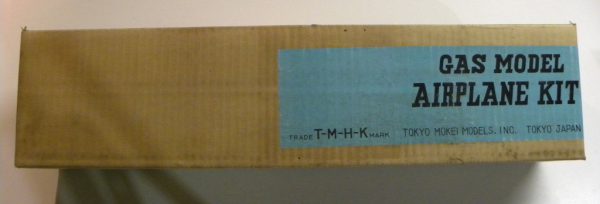 GAS MODEL
AIRPLANE KIT
TRADE T-M-H-K MARK TOKYO MOKEI MODELS. INC. TOKYO JAPAN